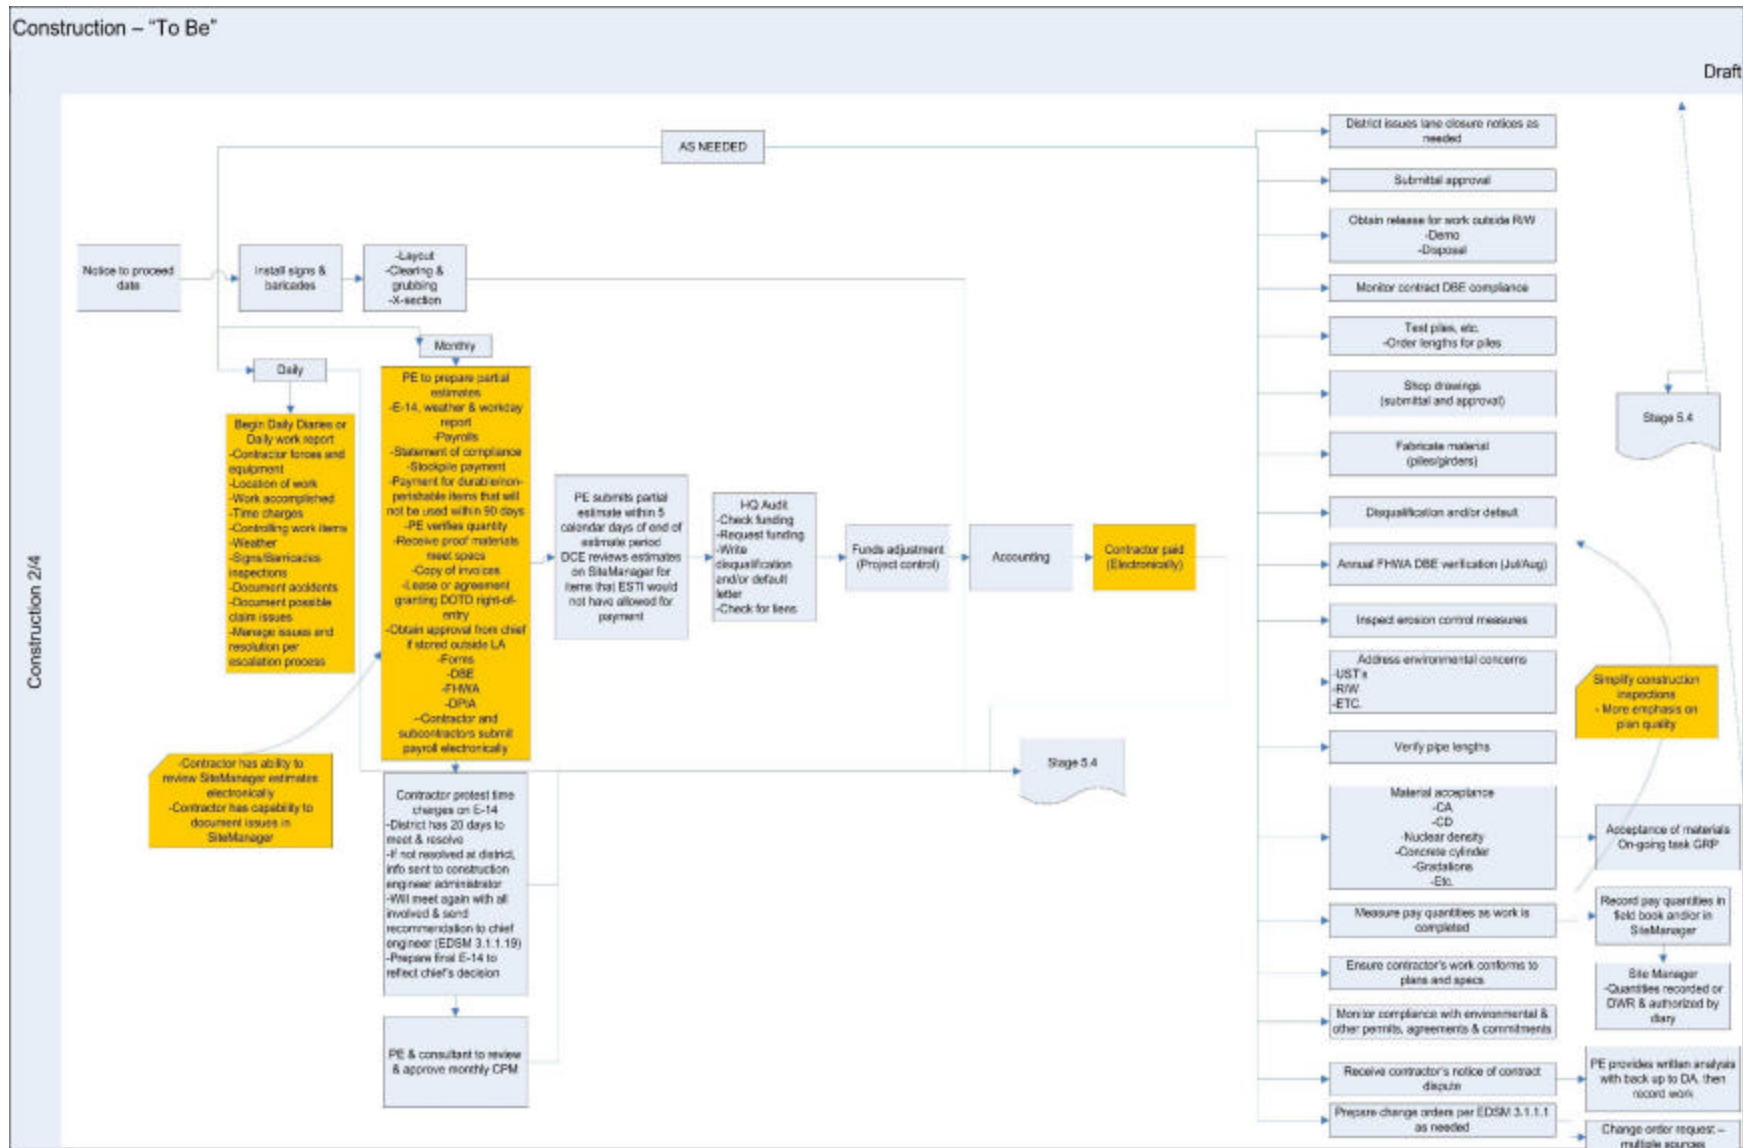 Construction – "To Be"
Draft
Construction 2/4
AS NEEDED
Notice to proceed
date
Install signs &
baricades
-Layout
-Clearing &
grubbing
-X-section
Monthly
Daily
Begin Daily Diaries or
Daily work report
-Contractor forces and
equipment
-Location of work
-Work accomplished
-Time charges
-Controlling work items
-Weather
-Signs/Barricades
inspections
-Document accidents
-Document possible
claim issues
-Manage issues and
resolution per
escalation process
PE to prepare partial
estimates
-E-14, weather & workday
report
-Payrolls
-Statement of compliance
-Stockpile payment
-Payment for durable/non-
perishable items that will
not be used within 90 days
-PE verifies quantity
-Receive proof materials
meet specs
-Copy of invoices
-Lease or agreement
granting DOTD right-of-
entry
-Obtain approval from chief
if stored outside LA
-Forms
-DBE
-FHWA
-OPIA
--Contractor and
subcontractors submit
payroll electronically
PE submits partial
estimate within 5
calendar days of end of
estimate period
DCE reviews estimates
on SiteManager for
items that ESTI would
not have allowed for
payment
HQ Audit
-Check funding
-Request funding
-Write
disqualification
and/or default
letter
-Check for liens
Funds adjustment
(Project control)
Accounting
Contractor paid
(Electronically)
-Contractor has ability to
review SiteManager estimates
electronically
-Contractor has capability to
document issues in
SiteManager
Contractor protest time
charges on E-14
-District has 20 days to
meet & resolve
-If not resolved at district,
info sent to construction
engineer administrator
-Will meet again with all
involved & send
recommendation to chief
engineer (EDSM 3.1.1.19)
-Prepare final E-14 to
reflect chief's decision
PE & consultant to review
& approve monthly CPM
Stage 5.4
District issues lane closure notices as
needed
Submittal approval
Obtain release for work outside R/W
-Demo
-Disposal
Monitor contract DBE compliance
Test piles, etc.
-Order lengths for piles
Shop drawings
(submittal and approval)
Fabricate material
(piles/girders)
Disqualification and/or default
Annual FHWA DBE verification (Jul/Aug)
Inspect erosion control measures
Address environmental concerns
-UST's
-R/W
-ETC.
Verify pipe lengths
Material acceptance
-CA
-CD
-Nuclear density
-Concrete cylinder
-Gradations
-Etc.
Measure pay quantities as work is
completed
Ensure contractor's work conforms to
plans and specs
Monitor compliance with environmental &
other permits, agreements & commitments
Receive contractor's notice of contract
dispute
Prepare change orders per EDSM 3.1.1.1
as needed
Stage 5.4
Simplify construction
inspections
- More emphasis on
plan quality
Acceptance of materials
On-going task GRP
Record pay quantities in
field book and/or in
SiteManager
Site Manager
-Quantities recorded or
DWR & authorized by
diary
PE provides written analysis
with back up to DA, then
record work
Change order request –
multiple sources